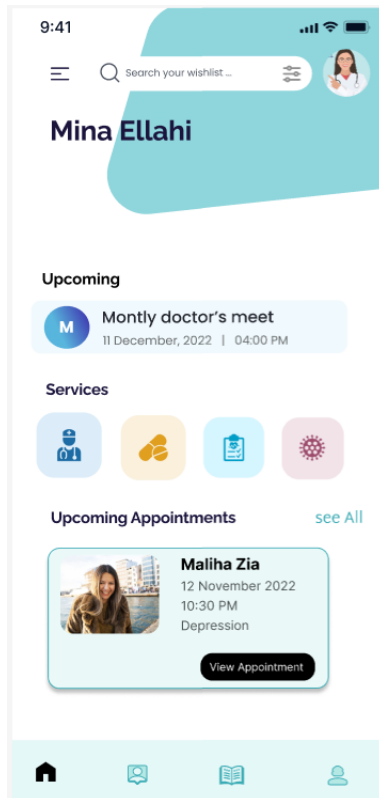 9:41
Search your wishlist ...
Mina Ellahi
Upcoming
M
Montly doctor's meet
11 December, 2022 | 04:00 PM
Services
Upcoming Appointments
see All
Maliha Zia
12 November 2022
10:30 PM
Depression
View Appointment